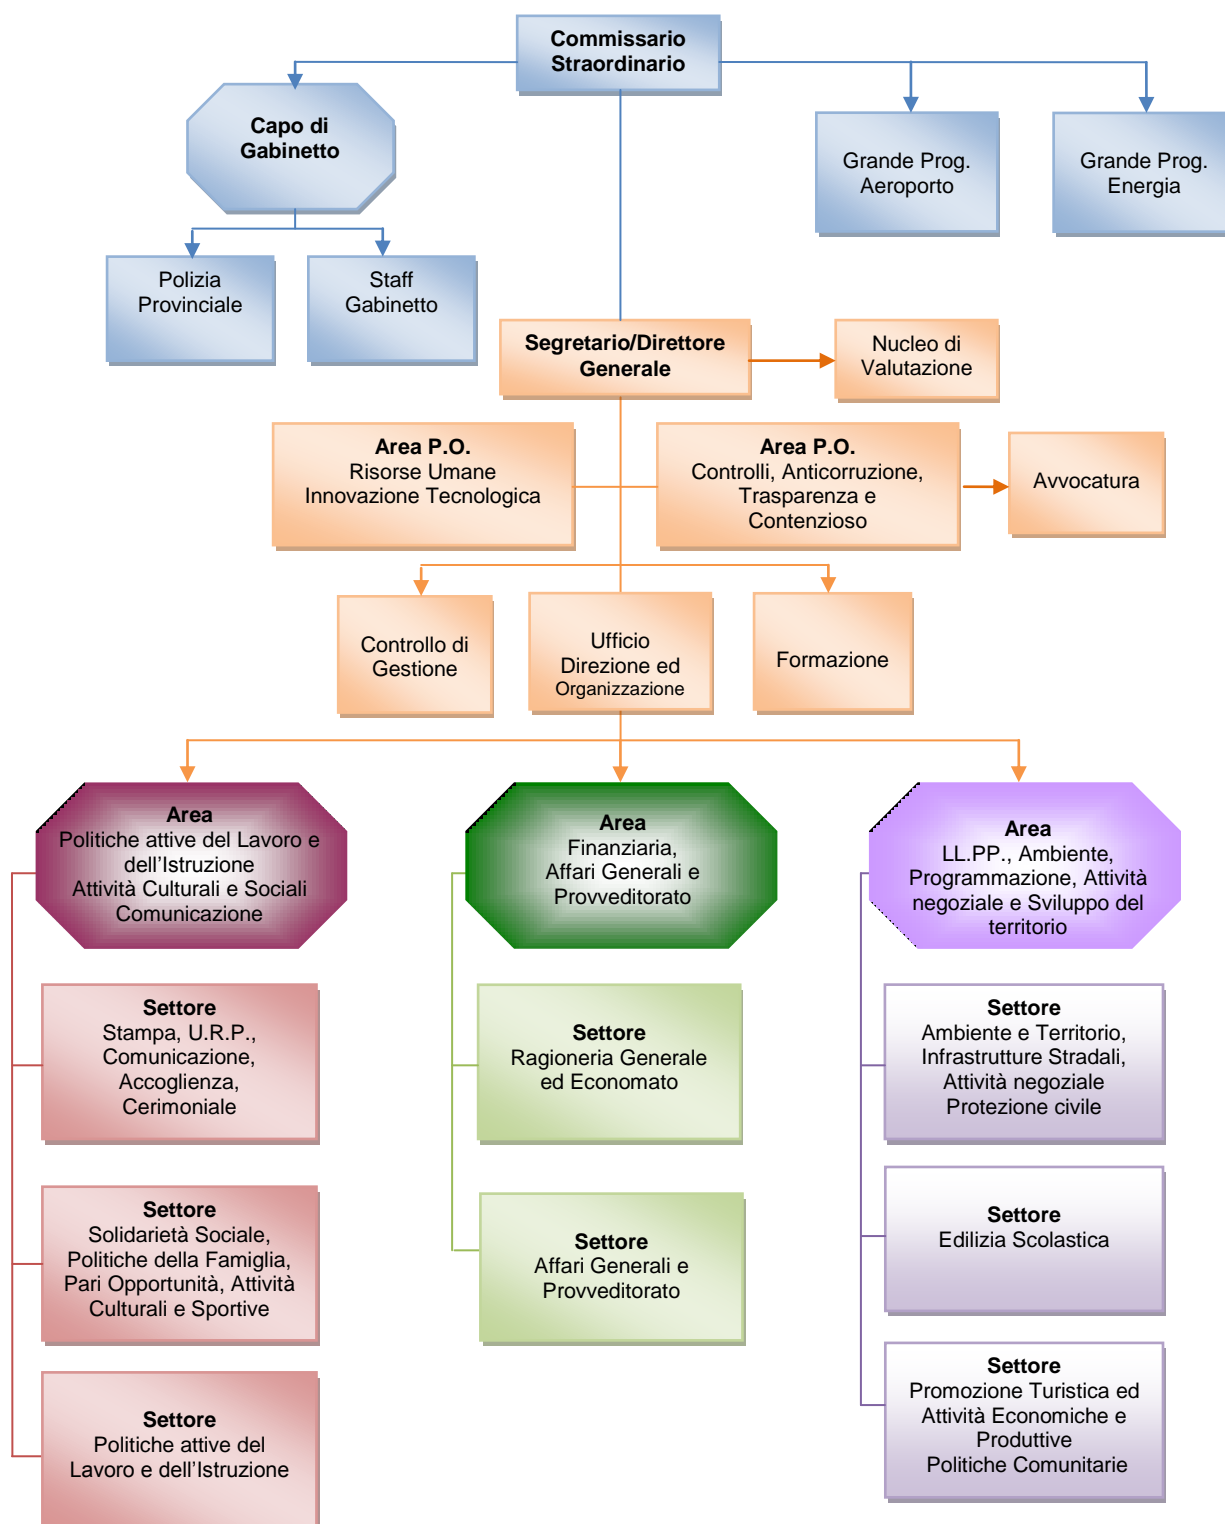 Commissario
Straordinario
Capo di
Gabinetto
Grande Prog.
Aeroporto
Grande Prog.
Energia
Polizia
Provinciale
Staff
Gabinetto
Segretario/Direttore
Generale
Nucleo di
Valutazione
Area P.O.
Risorse Umane
Innovazione Tecnologica
Area P.O.
Controlli, Anticorruzione,
Trasparenza e
Contenzioso
Avvocatura
Controllo di
Gestione
Ufficio
Direzione ed
Organizzazione
Formazione
Area
Politiche attive del Lavoro e
dell’Istruzione
Attività Culturali e Sociali
Comunicazione
Area
Finanziaria,
Affari Generali e
Provveditorato
Area
LL.PP., Ambiente,
Programmazione, Attività
negoziale e Sviluppo del
territorio
Settore
Stampa, U.R.P.,
Comunicazione,
Accoglienza,
Cerimoniale
Settore
Ragioneria Generale
ed Economato
Settore
Ambiente e Territorio,
Infrastrutture Stradali,
Attività negoziale
Protezione civile
Settore
Solidarietà Sociale,
Politiche della Famiglia,
Pari Opportunità, Attività
Culturali e Sportive
Settore
Affari Generali e
Provveditorato
Settore
Edilizia Scolastica
Settore
Politiche attive del
Lavoro e dell’Istruzione
Settore
Promozione Turistica ed
Attività Economiche e
Produttive
Politiche Comunitarie